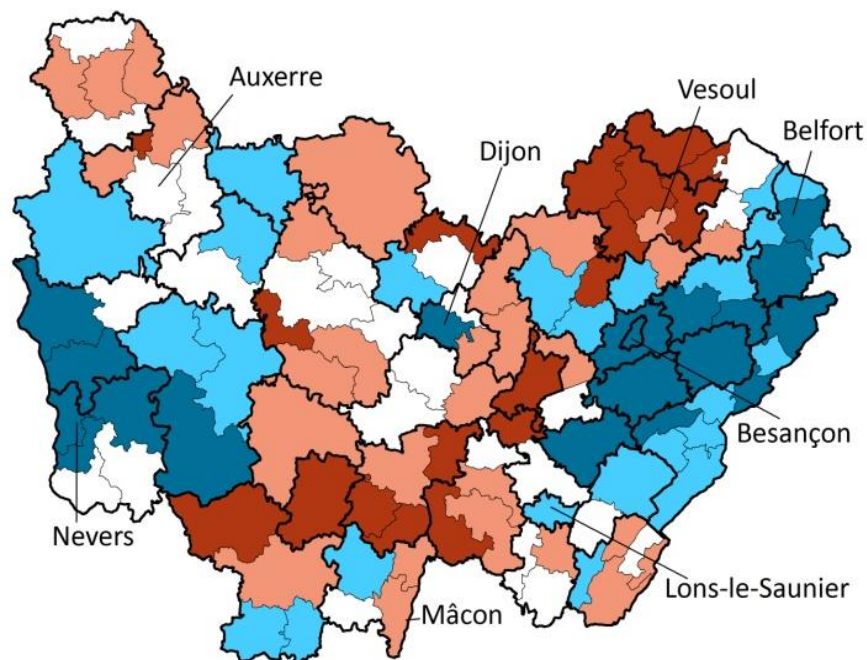 Auxerre
Vesoul
Belfort
Dijon
Besançon
Nevers
Lons-le-Saunier
Mâcon